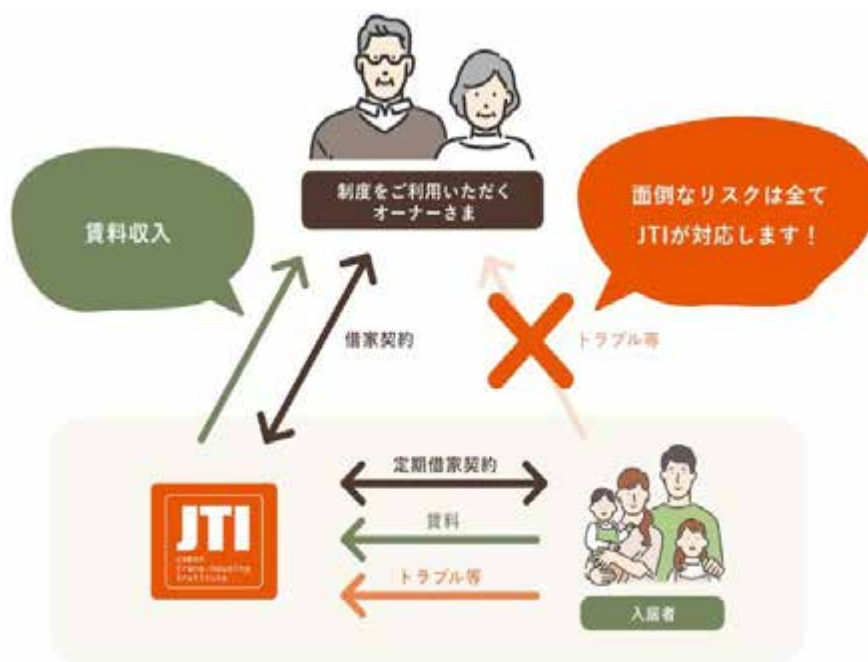 制度をご利用いただく
オーナーさま
賃料収入
面倒なリスクは全て
JTIが対応します！
借家契約
トラブル等
定期借家契約
賃料
トラブル等
JTI
trans-housing
institute
入居者